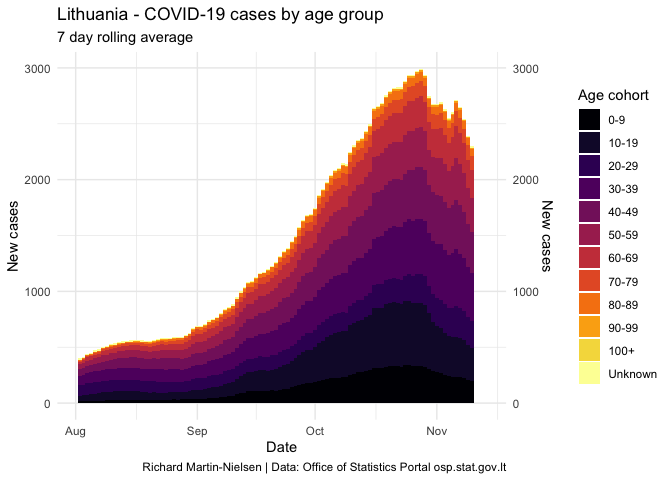 Lithuania - COVID-19 cases by age group
7 day rolling average
New cases
3000
2000
1000
0
3000
2000
1000
0
New cases
Aug
Sep
Oct
Nov
Date
Age cohort
0-9
10-19
20-29
30-39
40-49
50-59
60-69
70-79
80-89
90-99
100+
Unknown
Richard Martin-Nielsen | Data: Office of Statistics Portal osp.stat.gov.lt